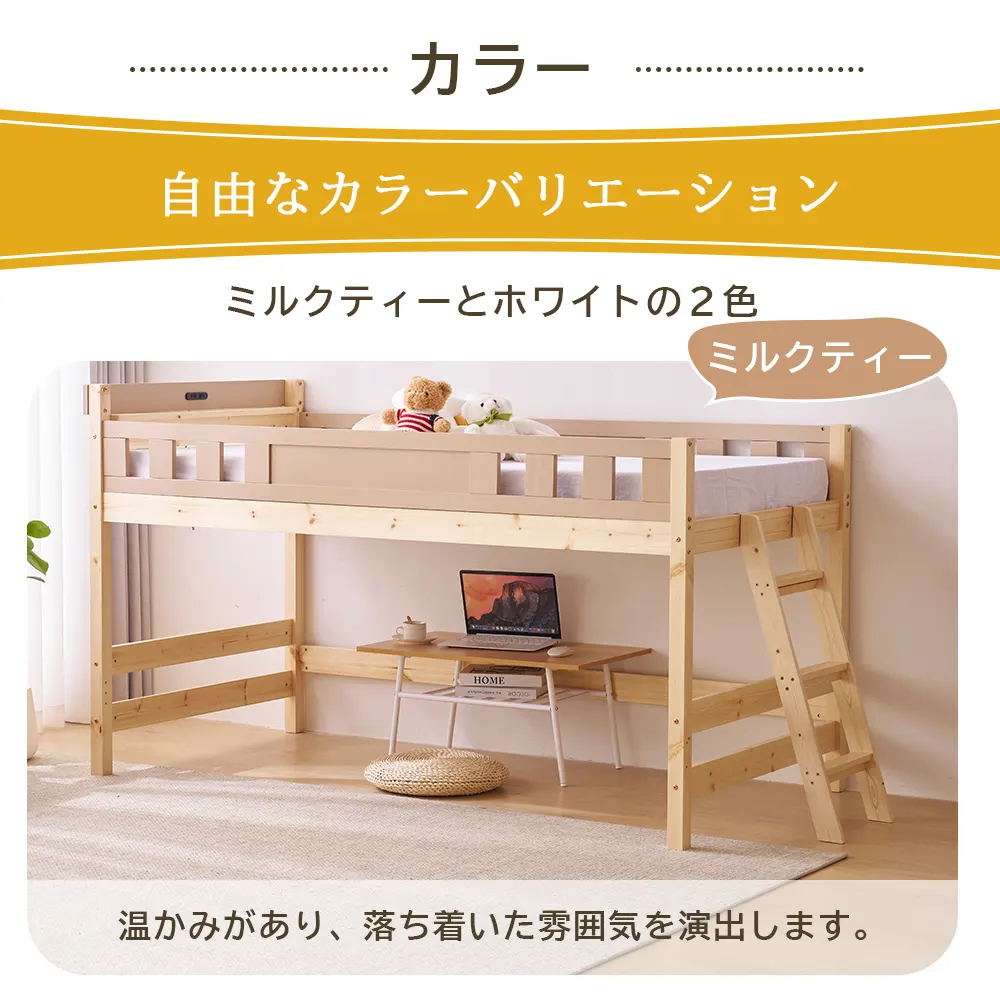 カラー
自由なカラーバリエーション
ミルクティーとホワイトの２色
ミルクティー
HOME
温かみがあり、落ち着いた雰囲気を演出します。